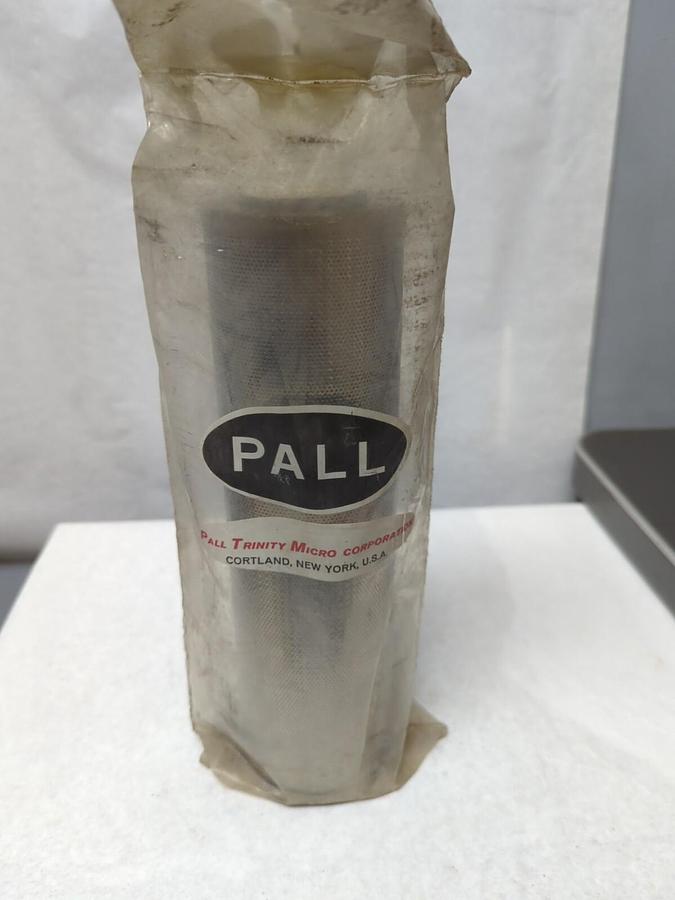 PALL
PALL TRINITY MICRO CORPORATION
CORTLAND, NEW YORK, U.S.A.